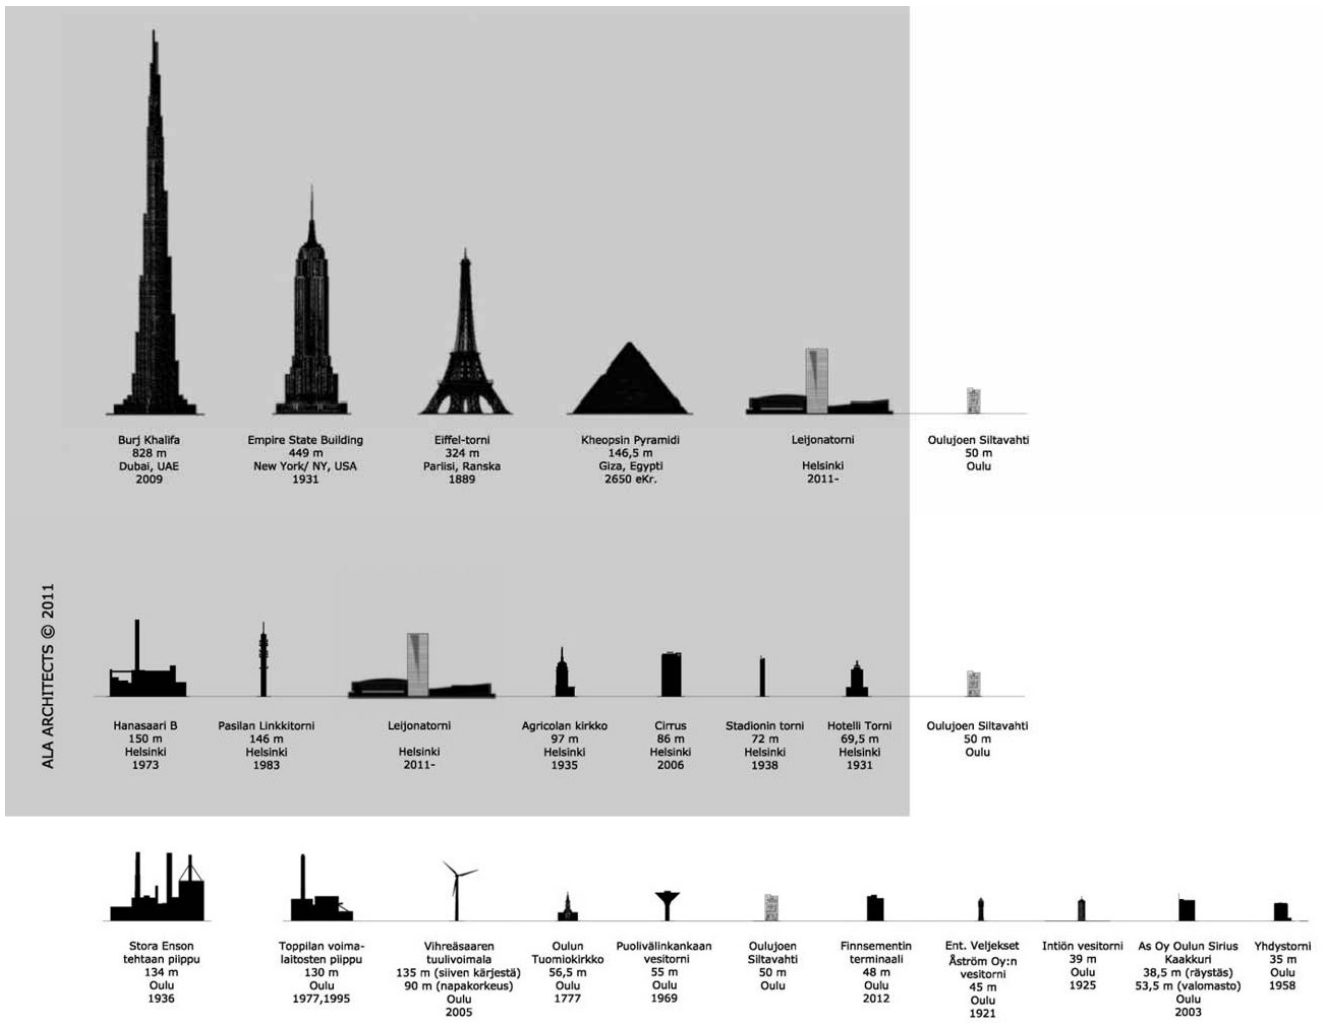 Burj Khalifa
828 m
Dubai, UAE
2009
Empire State Building
449 m
New York/ NY, USA
1931
Eiffel-torni
324 m
Pariisi, Ranska
1889
Kheopsin Pyramidi
146,5 m
Giza, Egypti
2650 eKr.
Leijonatorni
Helsinki
2011-
Oulujoen Siltavahti
50 m
Oulu
ALA ARCHITECTS © 2011
Hanasaari B
150 m
Helsinki
1973
Pasilan Linkkitorni
146 m
Helsinki
1983
Leijonatorni
Helsinki
2011-
Agricolan kirkko
97 m
Helsinki
1935
Cirrus
86 m
Helsinki
2006
Stadionin torni
72 m
Helsinki
1938
Hotelli Torni
69,5 m
Helsinki
1931
Oulujoen Siltavahti
50 m
Oulu
Stora Enson
tehtaan piippu
134 m
Oulu
1936
Toppilan voima-
laitosten piippu
130 m
Oulu
1977,1995
Vihreäsaaren
tuulivoimala
135 m (siiven kärjestä)
90 m (napakorkeus)
Oulu
2005
Oulun
Tuomiokirkko
56,5 m
Oulu
1777
Puolivälinkankaan
vesitorni
55 m
Oulu
1969
Oulujoen
Siltavahti
50 m
Oulu
Finnsementin
terminaali
48 m
Oulu
2012
Ent. Veljekset
Åström Oy:n
vesitorni
45 m
Oulu
1921
Intiön vesitorni
39 m
Oulu
1925
As Oy Oulun Sirius
Kaakkuri
38,5 m (räystäs)
53,5 m (valomasto)
Oulu
2003
Yhdystorni
35 m
Oulu
1958